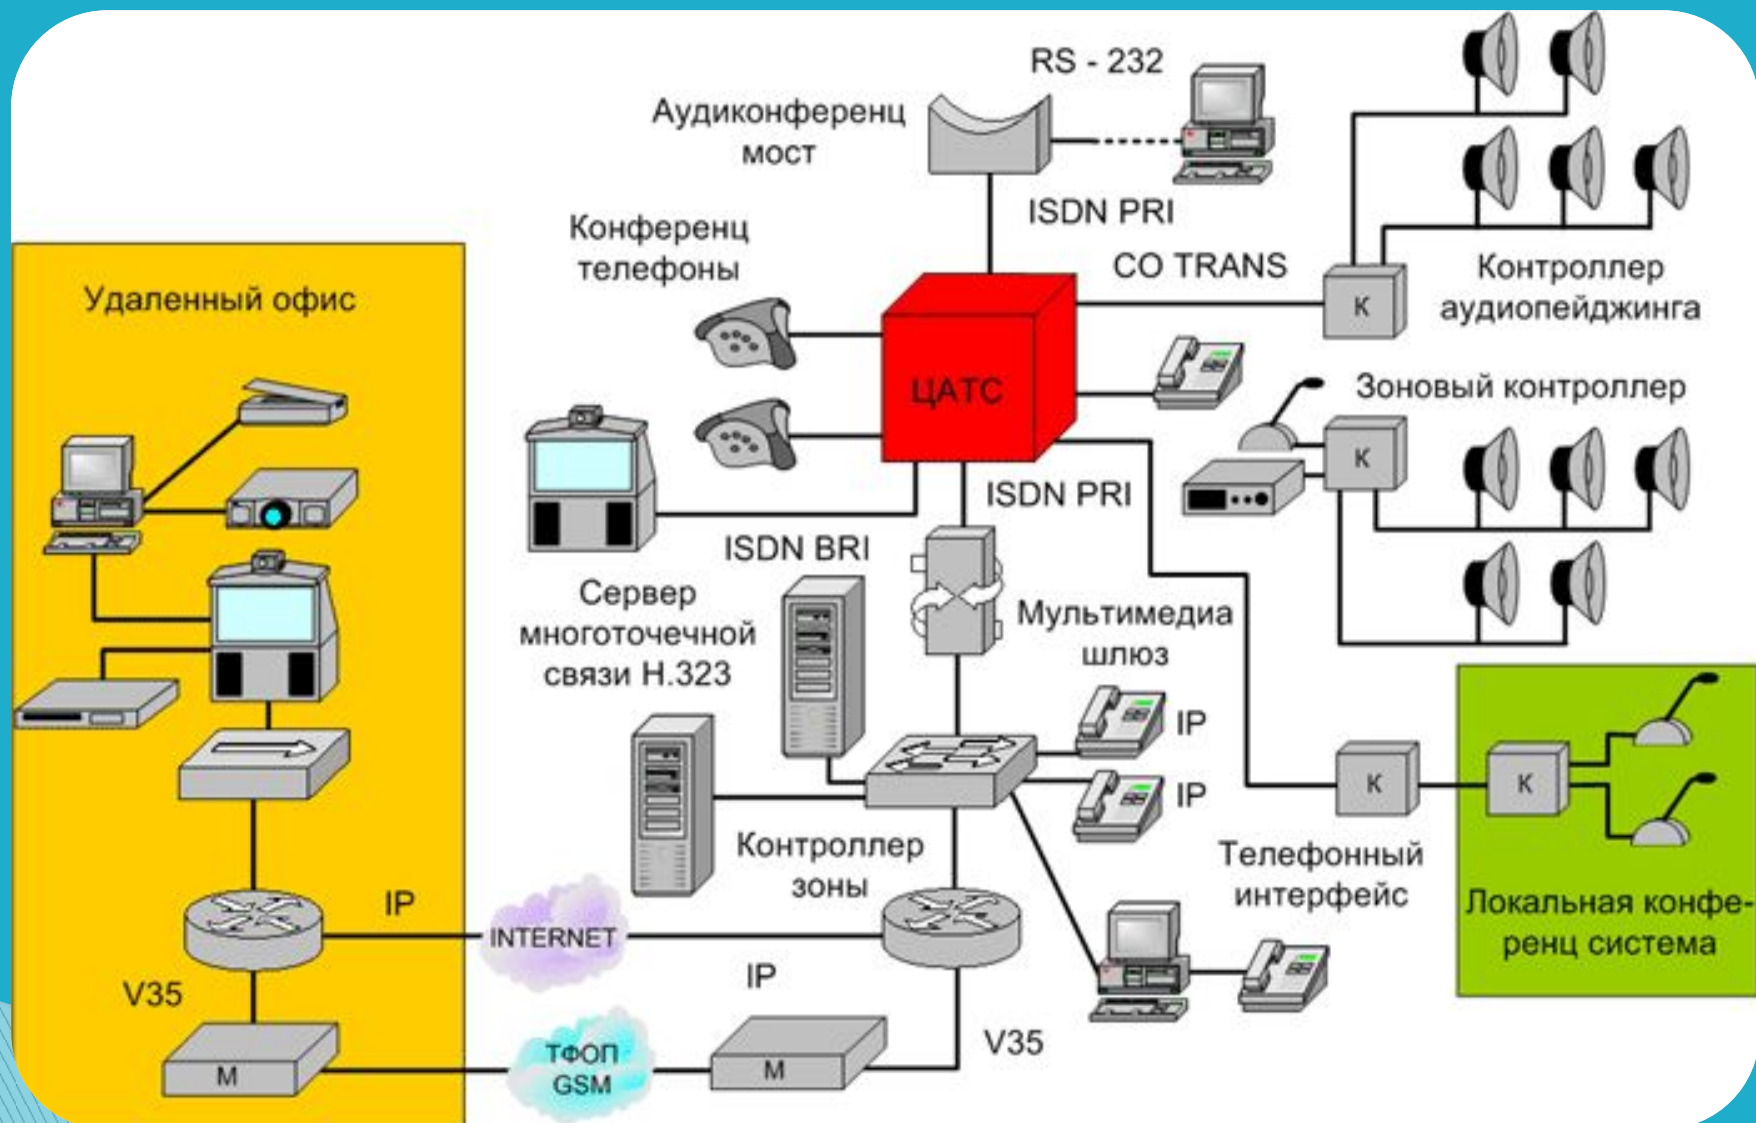 RS - 232
Аудиконференц
мост
ISDN PRI
Конференц
телефоны
CO TRANS
К
Контроллер
аудиопейджинга
Удаленный офис
ЦАТС
Зоновый контроллер
К
ISDN PRI
ISDN BRI
Сервер
многоточечной
связи Н.323
Мультимедиа
шлюз
IP
IP
К
К
Контроллер
зоны
Телефонный
интерфейс
Локальная конфе-
ренц система
IP
INTERNET
IP
V35
V35
М
ТФОП
GSM
М